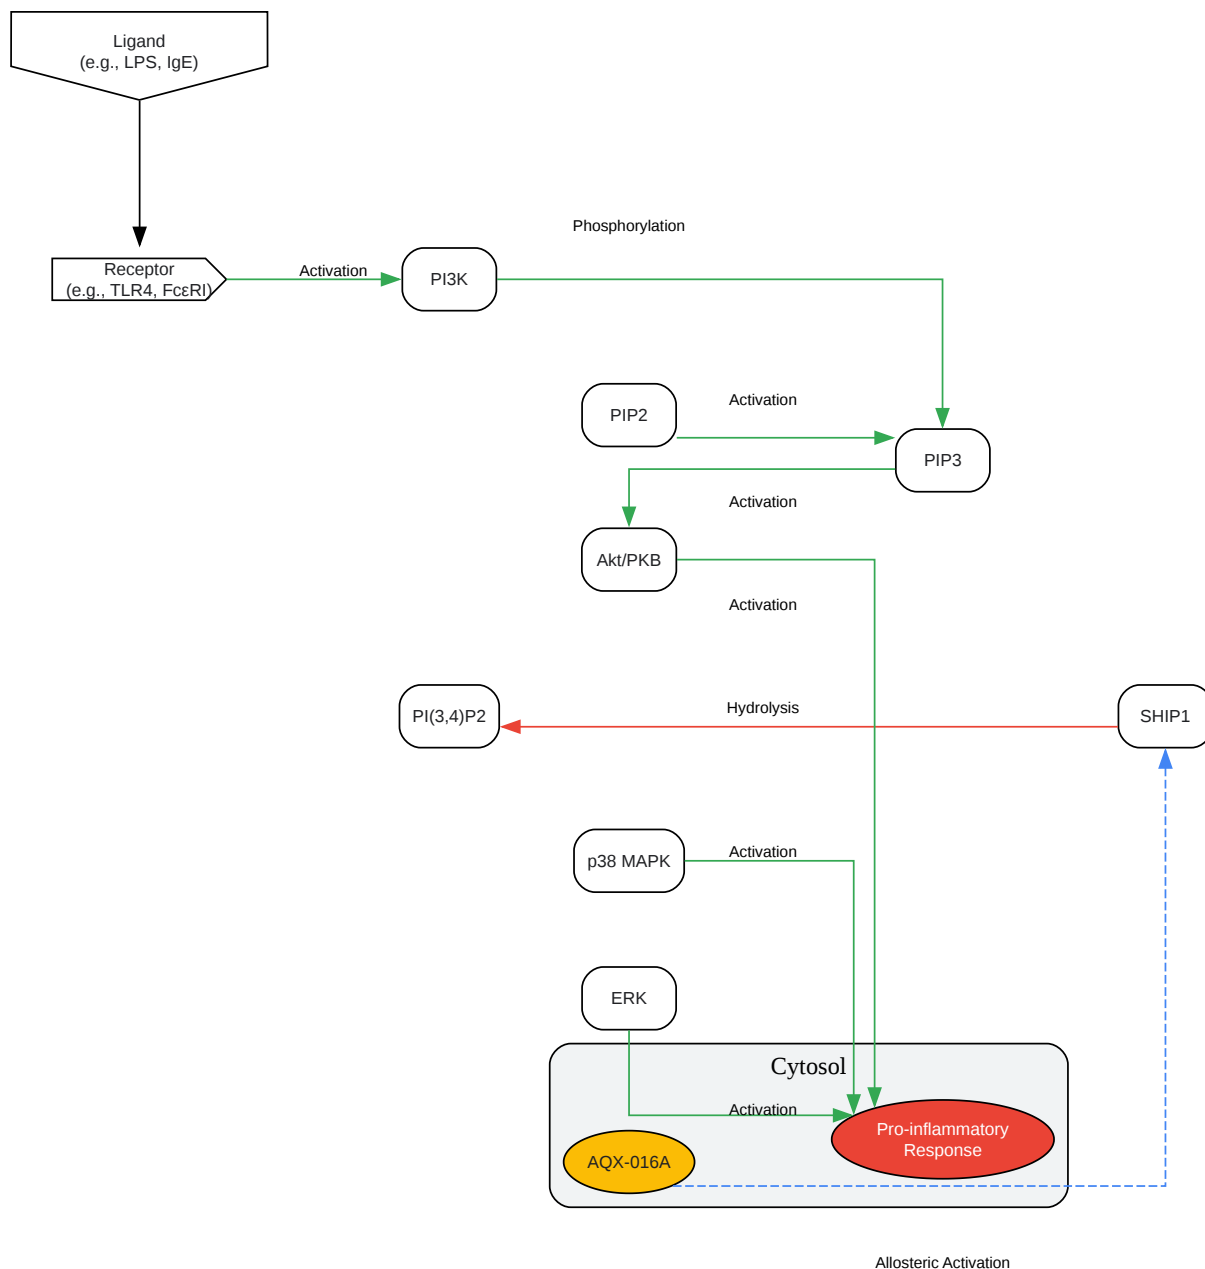 Ligand
(e.g., LPS, IgE)
Phosphorylation
Receptor
(e.g., TLR4, FcεRI)
Activation
PI3K
PIP2
Activation
PIP3
Activation
Akt/PKB
Activation
PI(3,4)P2
Hydrolysis
SHIP1
p38 MAPK
Activation
ERK
Cytosol
Activation
Pro-inflammatory
Response
AQX-016A
Allosteric Activation